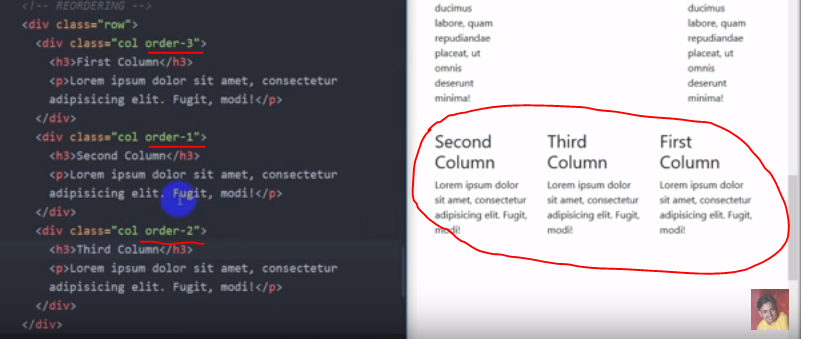 <!-- REORDERING -->
<div class="row">
<div class="col order-3">
<h3>First Column</h3>
<p>Lorem ipsum dolor sit amet, consectetur
adipisicing elit. Fugit, modi!</p>
</div>
<div class="col order-1">
<h3>Second Column</h3>
<p>Lorem ipsum dolor sit amet, consectetur
adipisicing elit. Fugit, modi!</p>
</div>
<div class="col order-2">
<h3>Third Column</h3>
<p>Lorem ipsum dolor sit amet, consectetur
adipisicing elit. Fugit, modi!</p>
</div>
</div>
ducimus
labore, quam
repudiandae
placeat, ut
omnis
deserunt
minima!
ducimus
labore, quam
repudiandae
placeat, ut
omnis
deserunt
minima!
Second
Column
Lorem ipsum dolor
sit amet, consectetur
adipisicing elit. Fugit,
modi!
Third
Column
Lorem ipsum dolor
sit amet, consectetur
adipisicing elit. Fugit,
modi!
First
Column
Lorem ipsum dolor
sit amet, consectetur
adipisicing elit. Fugit,
modi!